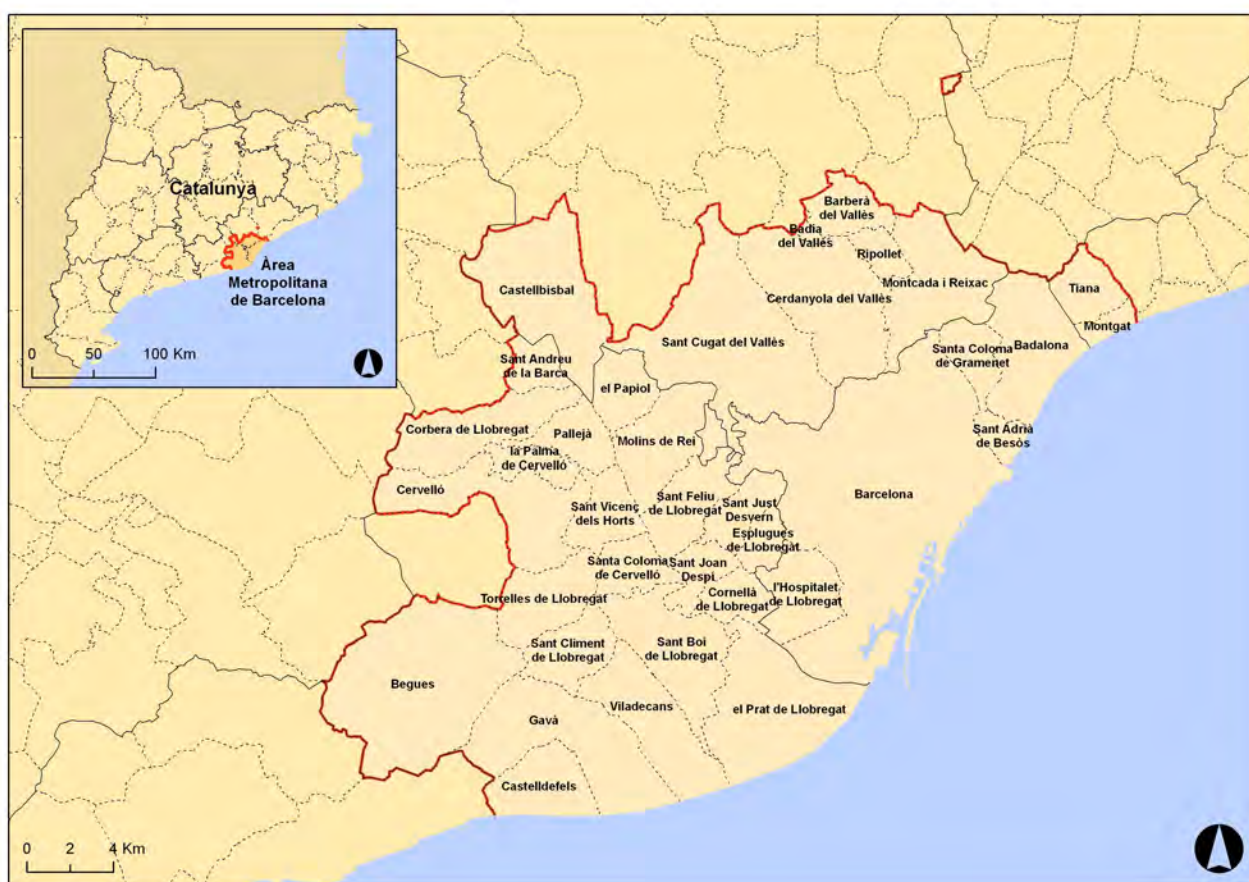 Catalunya
Àrea
Metropolitana
de Barcelona
0 50 100 Km
Barberà
del Vallès
Badia
del Vallés
Ripollet
Castellbisbal
Cerdanyola del Vallès
Montcada i Reixac
Tiana
Montgat
Sant Cugat del Vallès
Santa Coloma
de Gramenet
Badalona
Sant Andreu
de la Barca
el Papiol
Corbera de Llobregat
Pallejà
Molins de Rei
Sant Adrià
de Besòs
la Palma
de Cervelló
Cervelló
Barcelona
Sant Vicenç
dels Horts
Sant Feliu
de Llobregat
Sant Just
Desvern
Esplugues
de Llobregat
Santa Coloma
de Cervelló
Sant Joan
Despí
Torrelles de Llobregat
Cornellà
de Llobregat
l'Hospitalet
de Llobregat
Sant Climent
de Llobregat
Sant Boi
de Llobregat
Begues
Viladecans
el Prat de Llobregat
Gavà
Castelldefels
0 2 4 Km